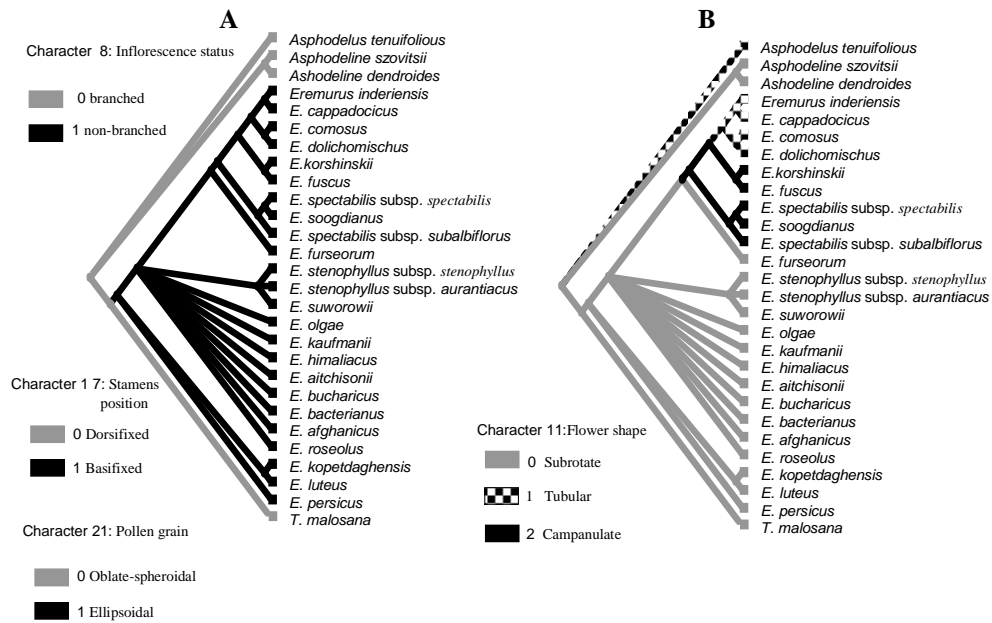 A
Character 8: Inflorescence status
0 branched
1 non-branched
Character 1 7: Stamens
position
0 Dorsifixed
1 Basifixed
Character 21: Pollen grain
0 Oblate-spheroidal
1 Ellipsoidal
Asphodelus tenuifolious
Asphodeline szovitsii
Ashodeline dendroides
Eremurus inderiensis
E. cappadocicus
E. comosus
E. dolichomischus
E.korshinskii
E. fuscus
E. spectabilis subsp. spectabilis
E. soogdianus
E. spectabilis subsp. subalbiflorus
E. furseorum
E. stenophyllus subsp. stenophyllus
E. stenophyllus subsp. aurantiacus
E. suworowii
E. olgae
E. kaufmanii
E. himaliacus
E. aitchisonii
E. bucharicus
E. bacterianus
E. afghanicus
E. roseolus
E. kopetdaghensis
E. luteus
E. persicus
T. malosana
B
Character 11:Flower shape
0 Subrotate
1 Tubular
2 Campanulate
Asphodelus tenuifolious
Asphodeline szovitsii
Ashodeline dendroides
Eremurus inderiensis
E. cappadocicus
E. comosus
E. dolichomischus
E.korshinskii
E. fuscus
E. spectabilis subsp. spectabilis
E. soogdianus
E. spectabilis subsp. subalbiflorus
E. furseorum
E. stenophyllus subsp. stenophyllus
E. stenophyllus subsp. aurantiacus
E. suworowii
E. olgae
E. kaufmanii
E. himaliacus
E. aitchisonii
E. bucharicus
E. bacterianus
E. afghanicus
E. roseolus
E. kopetdaghensis
E. luteus
E. persicus
T. malosana